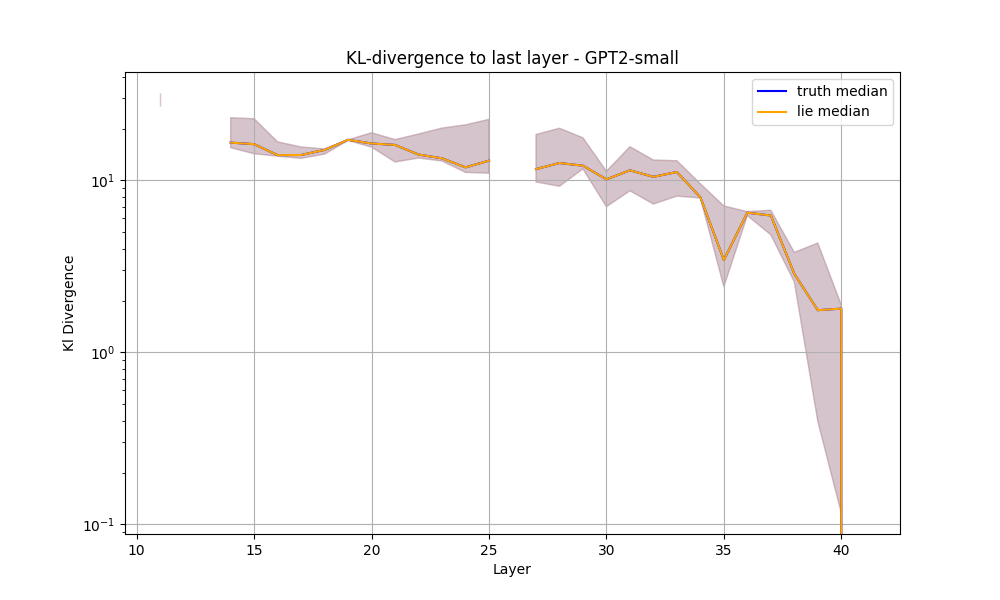 KL-divergence to last layer - GPT2-small
truth median
lie median
Kl Divergence
10¹
10⁰
10⁻¹
10 15 20 25 30 35 40
Layer